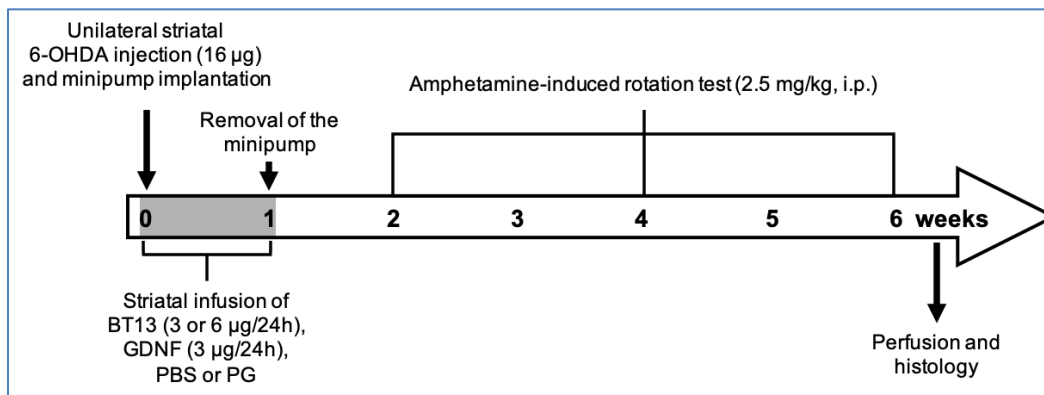 Unilateral striatal
6-OHDA injection (16 µg)
and minipump implantation
Removal of the
minipump
Amphetamine-induced rotation test (2.5 mg/kg, i.p.)
0 1 2 3 4 5 6 weeks
Striatal infusion of
BT13 (3 or 6 µg/24h),
GDNF (3 µg/24h),
PBS or PG
Perfusion and
histology